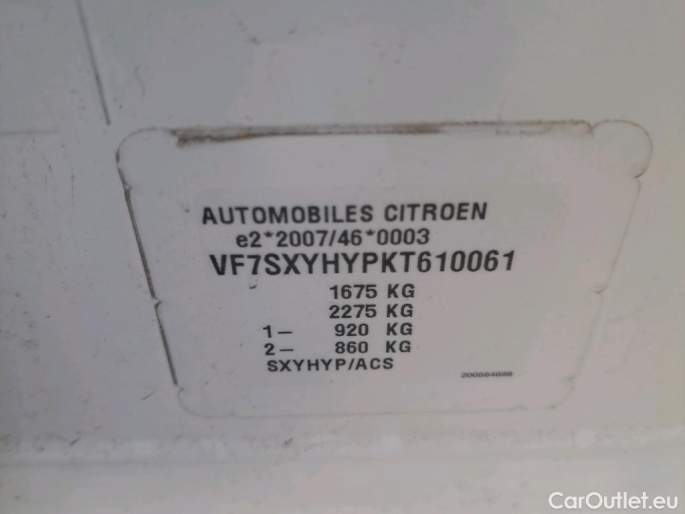 AUTOMOBILES CITROEN
e2*2007/46*0003
VF7SXYHYPKT610061
1675 KG
2275 KG
1— 920 KG
2— 860 KG
SXYHYP/ACS
CarOutlet.eu